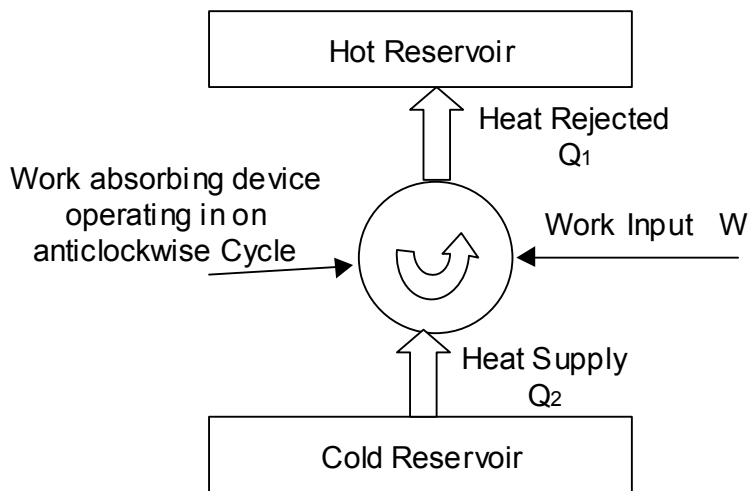 Hot Reservoir
Heat Rejected
Q1
Work absorbing device
operating in on
anticlockwise Cycle
Work Input W
Heat Supply
Q2
Cold Reservoir